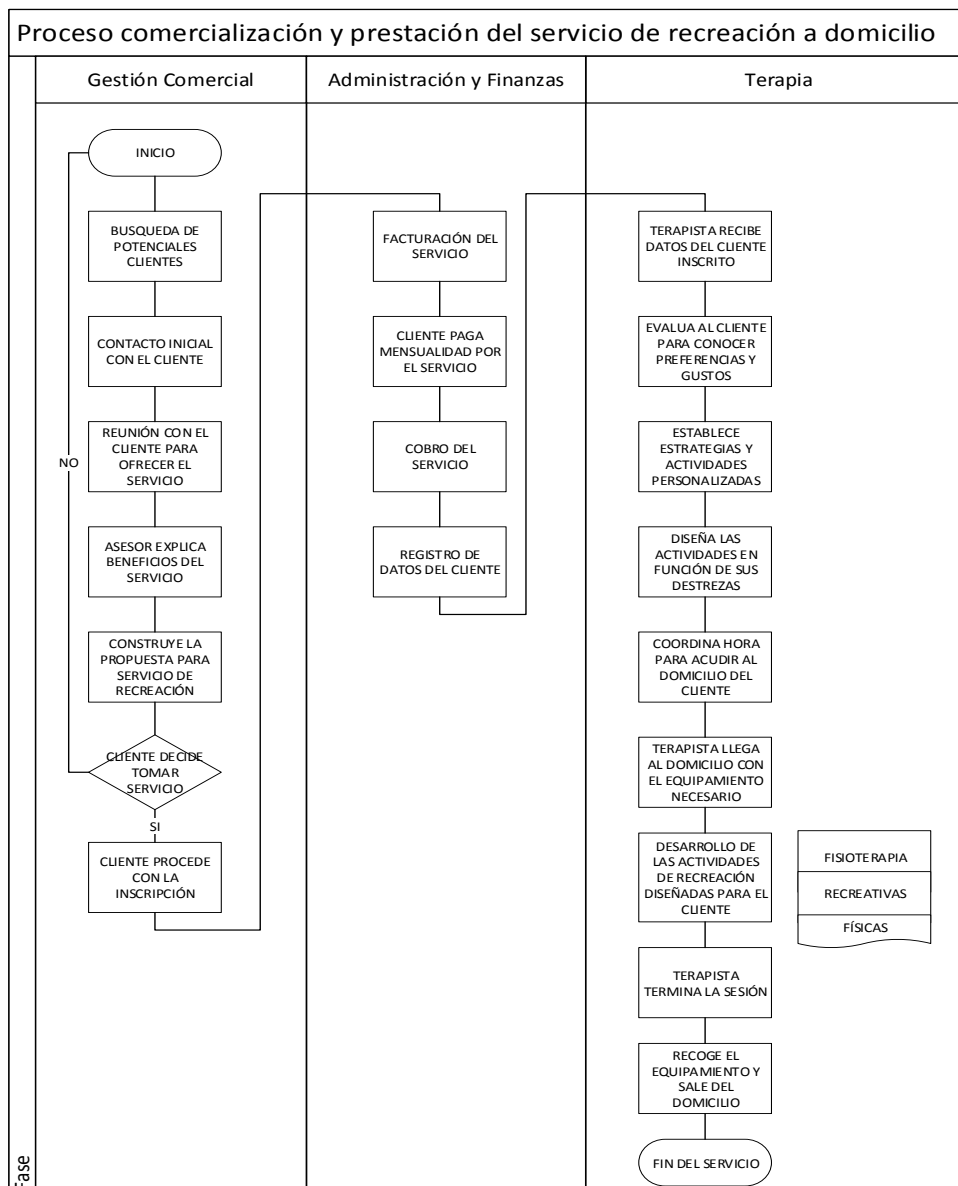 Proceso comercialización y prestación del servicio de recreación a domicilio
Gestión Comercial
Administración y Finanzas
Terapia
INICIO
BUSQUEDA DE
POTENCIALES
CLIENTES
CONTACTO INICIAL
CON EL CLIENTE
REUNIÓN CON EL
CLIENTE PARA
OFRECER EL
SERVICIO
NO
ASESOR EXPLICA
BENEFICIOS DEL
SERVICIO
CONSTRUYE LA
PROPUESTA PARA
SERVICIO DE
RECREACIÓN
CLIENTE DECIDE
TOMAR
SERVICIO
SI
CLIENTE PROCEDE
CON LA
INSCRIPCIÓN
FACTURACIÓN DEL
SERVICIO
CLIENTE PAGA
MENSUALIDAD POR
EL SERVICIO
COBRO DEL
SERVICIO
REGISTRO DE
DATOS DEL CLIENTE
TERAPISTA RECIBE
DATOS DEL CLIENTE
INSCRITO
EVALUA AL CLIENTE
PARA CONOCER
PREFERENCIAS Y
GUSTOS
ESTABLECE
ESTRATEGIAS Y
ACTIVIDADES
PERSONALIZADAS
DISEÑA LAS
ACTIVIDADES EN
FUNCIÓN DE SUS
DESTREZAS
COORDINA HORA
PARA ACUDIR AL
DOMICILIO DEL
CLIENTE
TERAPISTA LLEGA
AL DOMICILIO CON
EL EQUIPAMIENTO
NECESARIO
DESARROLLO DE
LAS ACTIVIDADES
DE RECREACIÓN
DISEÑADAS PARA EL
CLIENTE
FISIOTERAPIA
RECREATIVAS
FÍSICAS
TERAPISTA
TERMINA LA SESIÓN
RECOGE EL
EQUIPAMIENTO Y
SALE DEL
DOMICILIO
FIN DEL SERVICIO
Fase